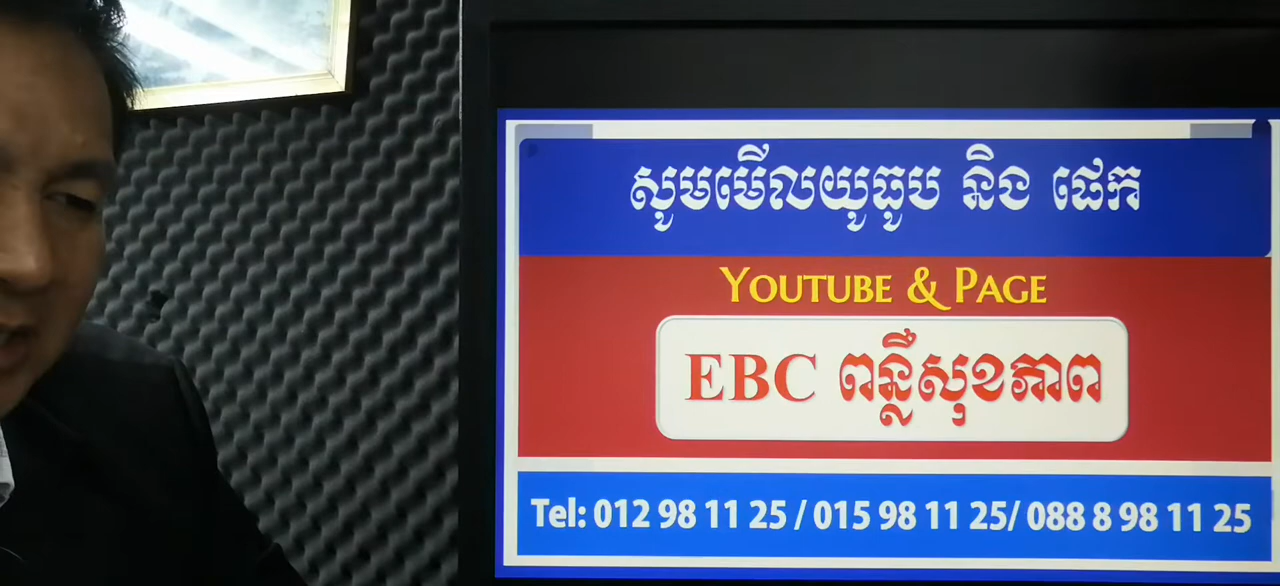 សូមមើលយូធូប និង ផេក
YOUTUBE & PAGE
EBC ពន្លឺសុខភាព
Tel: 012 98 11 25 / 015 98 11 25/ 088 8 98 11 25